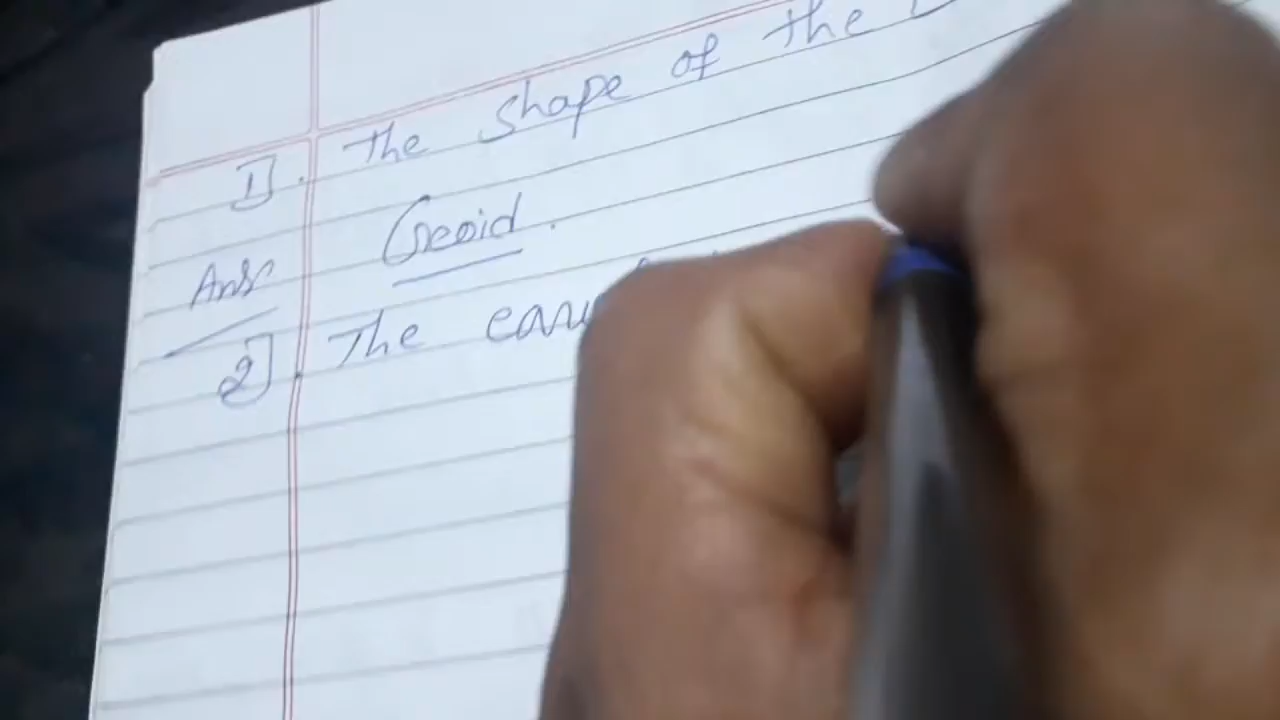 1]. The shape of the
Ans Geoid.
2]. The